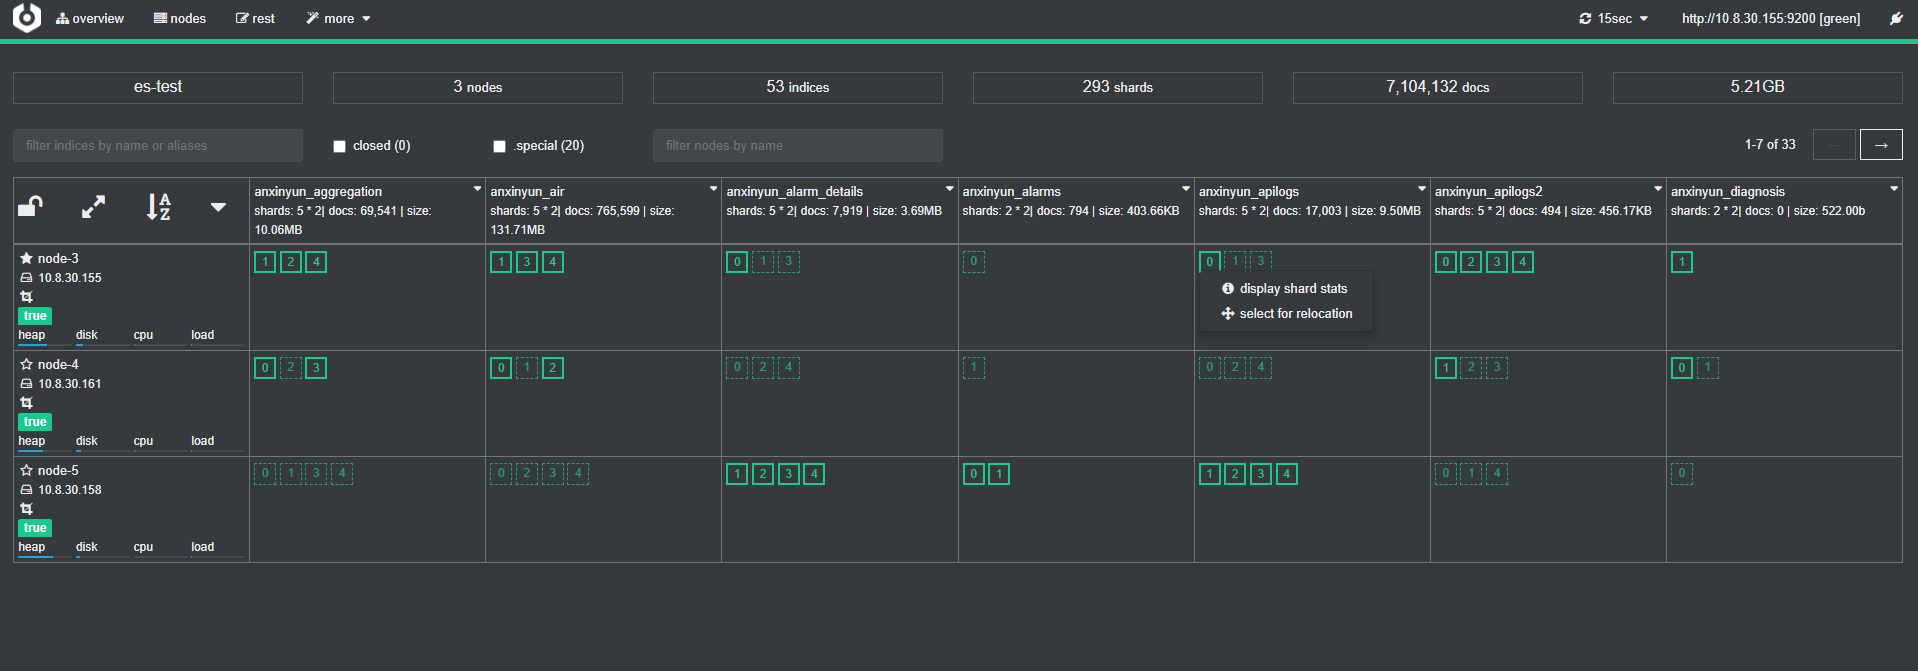 overview nodes rest more 15sec http://10.8.30.155:9200 [green]
es-test 3 nodes 53 indices 293 shards 7,104,132 docs 5.21GB
filter indices by name or aliases closed (0) .special (20) filter nodes by name 1-7 of 33 ← →
A
Z
anxinyun_aggregation
shards: 5 * 2| docs: 69,541 | size:
10.06MB
anxinyun_air
shards: 5 * 2| docs: 765,599 | size:
131.71MB
anxinyun_alarm_details
shards: 5 * 2| docs: 7,919 | size: 3.69MB
anxinyun_alarms
shards: 2 * 2| docs: 794 | size: 403.66KB
anxinyun_apilogs
shards: 5 * 2| docs: 17,003 | size: 9.50MB
anxinyun_apilogs2
shards: 5 * 2| docs: 494 | size: 456.17KB
anxinyun_diagnosis
shards: 2 * 2| docs: 0 | size: 522.00b
node-3
10.8.30.155
true
heap disk cpu load
1 2 4
1 3 4
0 1 3
0
0 1 3
display shard stats
select for relocation
0 2 3 4
1
node-4
10.8.30.161
true
heap disk cpu load
0 2 3
0 1 2
0 2 4
1
0 2 4
1 2 3
0 1
node-5
10.8.30.158
true
heap disk cpu load
0 1 3 4
0 2 3 4
1 2 3 4
0 1
1 2 3 4
0 1 4
0